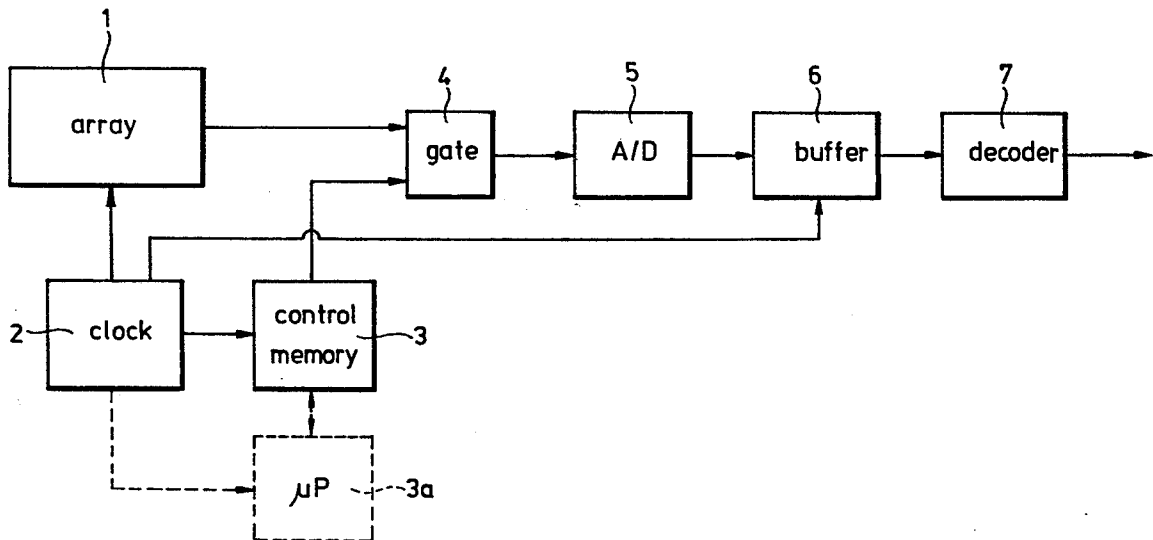 1
array
4
gate
5
A/D
6
buffer
7
decoder
2
clock
control
memory
3
μP
3a